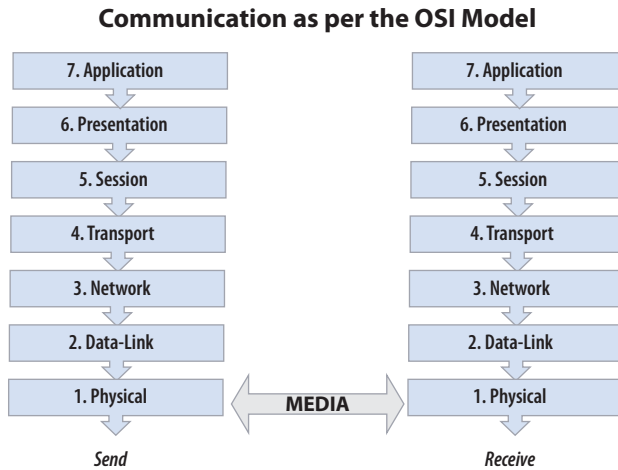 Communication as per the OSI Model
7. Application
6. Presentation
5. Session
4. Transport
3. Network
2. Data-Link
1. Physical
Send
MEDIA
7. Application
6. Presentation
5. Session
4. Transport
3. Network
2. Data-Link
1. Physical
Receive